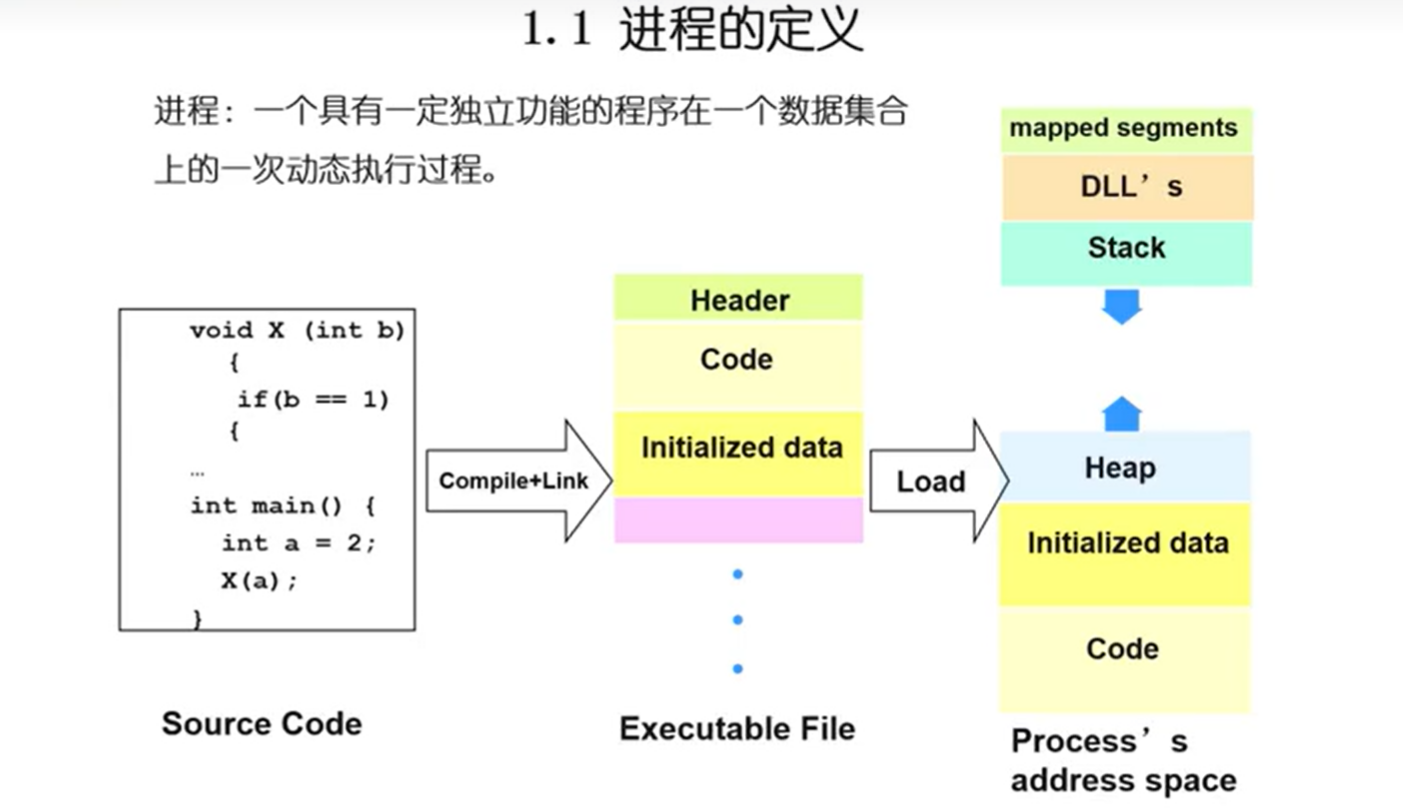 1.1 进程的定义
进程：一个具有一定独立功能的程序在一个数据集合
上的一次动态执行过程。
void X (int b)
{
if(b == 1)
{
…
int main() {
int a = 2;
X(a);
}
Source Code
Compile+Link
Header
Code
Initialized data
Executable File
Load
mapped segments
DLL’s
Stack
Heap
Initialized data
Code
Process’s
address space